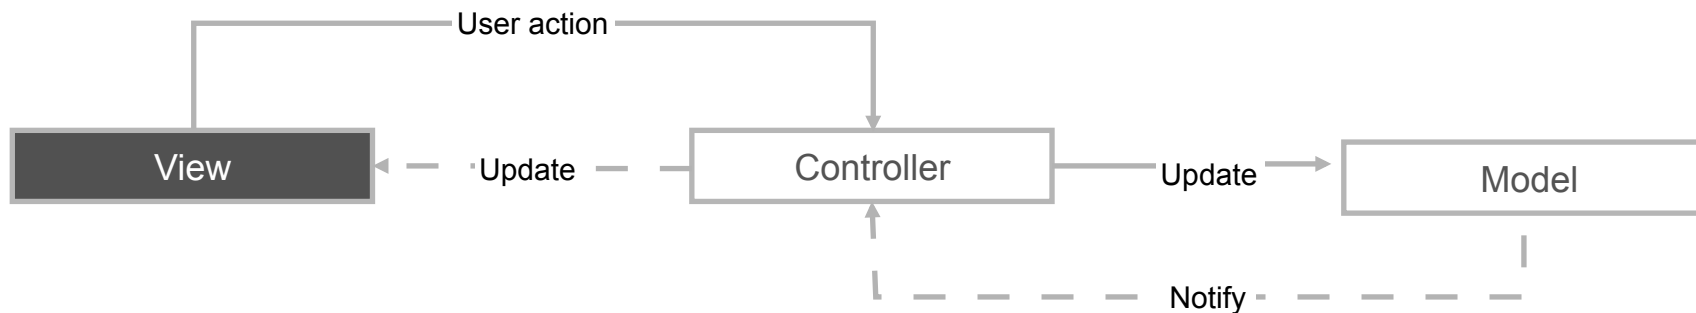 User action
View
Update
Controller
Update
Model
Notify